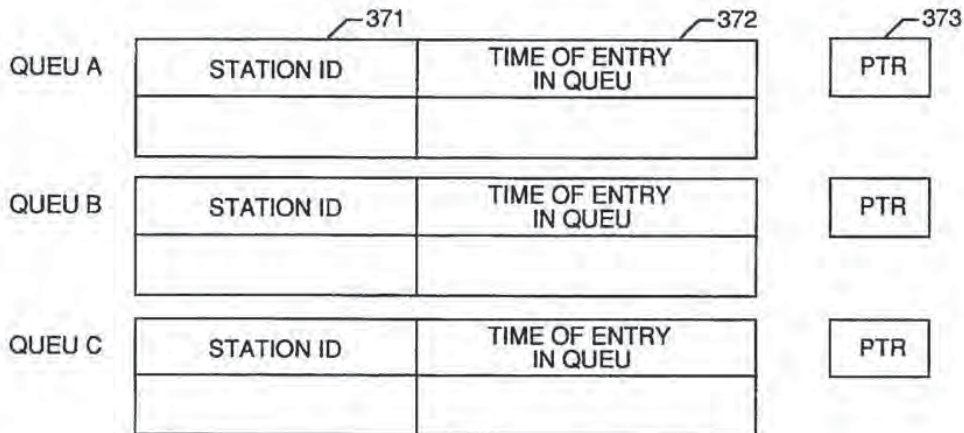 371
372
373
QUEU A
STATION ID
TIME OF ENTRY
IN QUEU
PTR
QUEU B
STATION ID
TIME OF ENTRY
IN QUEU
PTR
QUEU C
STATION ID
TIME OF ENTRY
IN QUEU
PTR